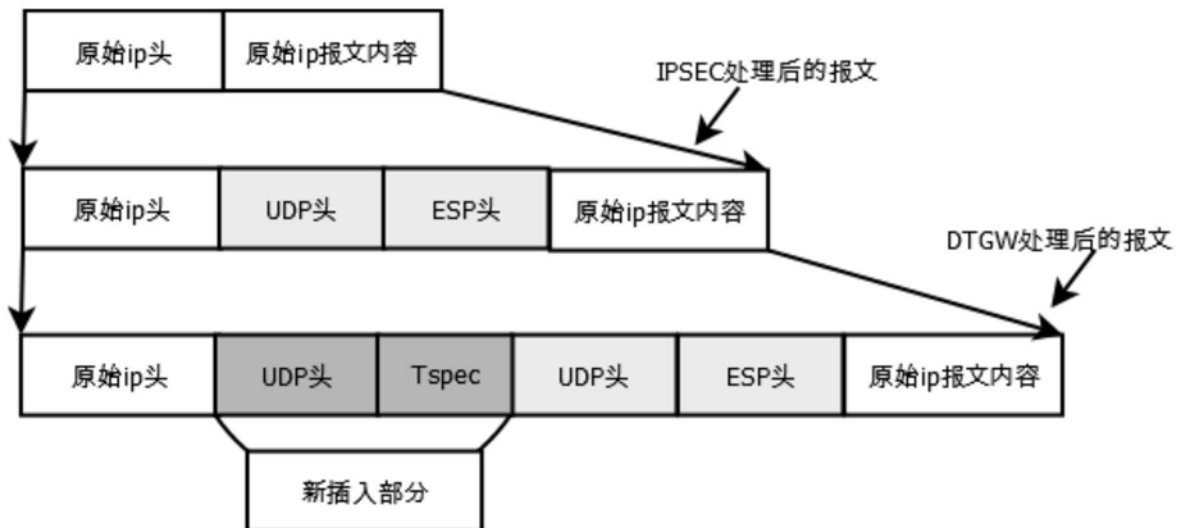 原始ip头 原始ip报文内容
IPSEC处理后的报文
原始ip头 UDP头 ESP头 原始ip报文内容
DTGW处理后的报文
原始ip头 UDP头 Tspec UDP头 ESP头 原始ip报文内容
新插入部分